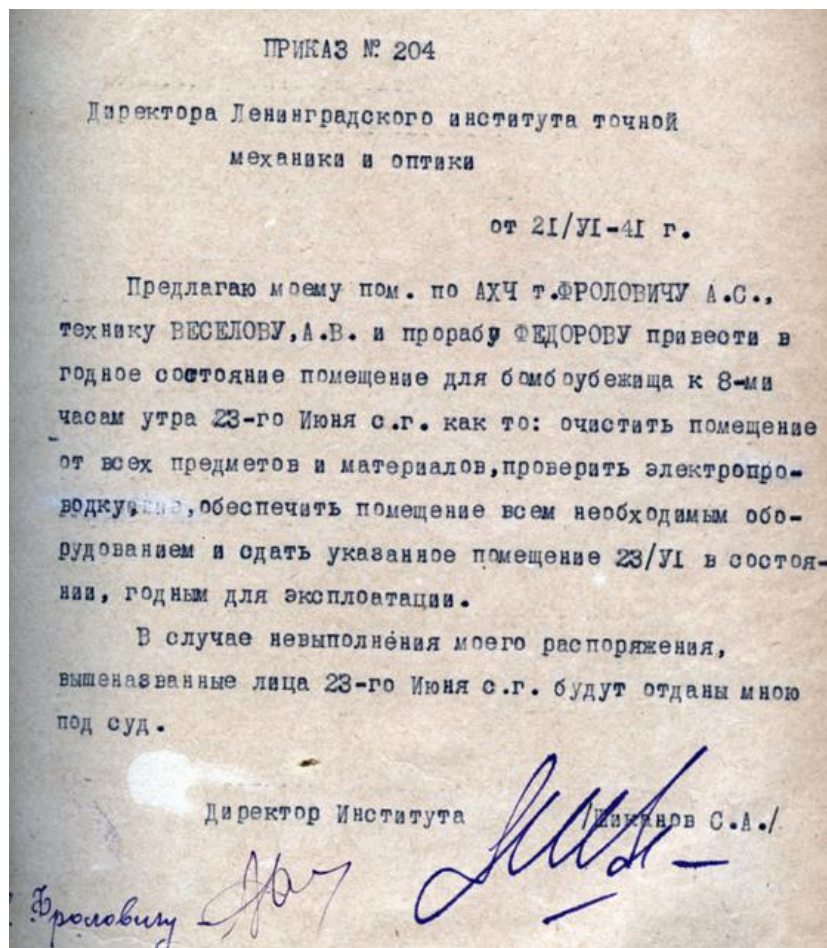 ПРИКАЗ № 204
Директора Ленинградского института точной
механики и оптики
от 21/УI-41 г.
Предлагаю моему пом. по АХЧ т.ФРОЛОВИЧУ А.С.,
технику ВЕСЕЛОВУ,А.В. и прорабу ФЕДОРОВУ привести в
годное состояние помещение для бомбоубежища к 8-ми
часам утра 23-го Июня с.г. как то: очистить помещение
от всех предметов и материалов,проверить электропро-
водку,обеспечить помещение всем необходимым обо-
рудованием и сдать указанное помещение 23/УI в состоя-
нии, годным для эксплоатации.
В случае невыполнения моего распоряжения,
вышеназванные лица 23-го Июня с.г. будут отданы мною
под суд.
Директор Института /Шиканов С.А./
Фроловичу